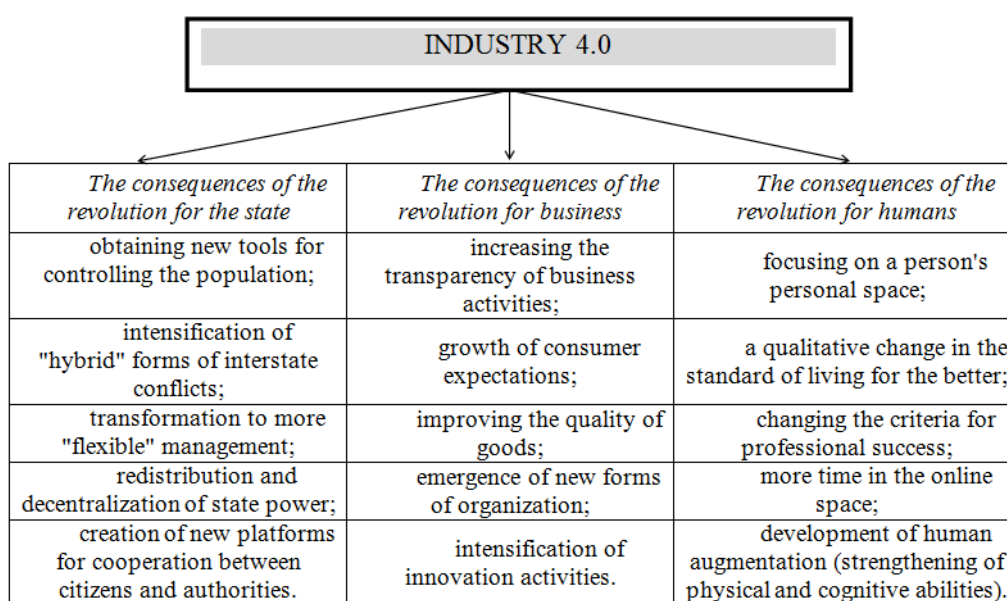 INDUSTRY 4.0
The consequences of the
revolution for the state
The consequences of the
revolution for business
The consequences of the
revolution for humans
obtaining new tools for
controlling the population;
increasing the
transparency of business
activities;
focusing on a person's
personal space;
intensification of
"hybrid" forms of interstate
conflicts;
growth of consumer
expectations;
a qualitative change in the
standard of living for the better;
transformation to more
"flexible" management;
improving the quality of
goods;
changing the criteria for
professional success;
redistribution and
decentralization of state power;
emergence of new forms
of organization;
more time in the online
space;
creation of new platforms
for cooperation between
citizens and authorities.
intensification of
innovation activities.
development of human
augmentation (strengthening of
physical and cognitive abilities).